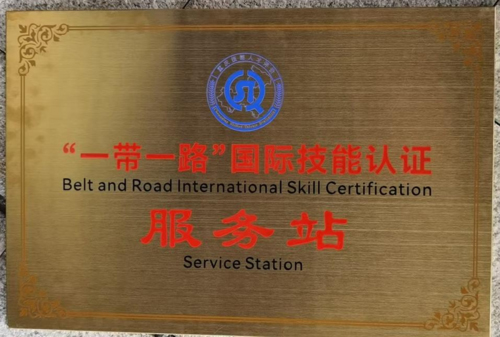 “一带一路”国际技能认证
Belt and Road International Skill Certification
服务站
Service Station